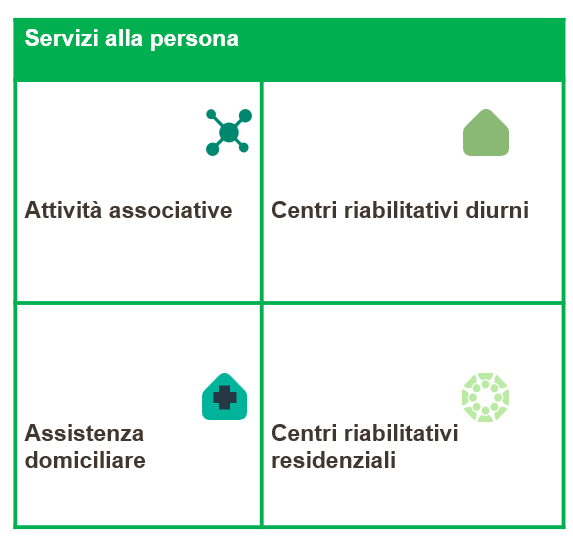 Servizi alla persona
Attività associative
Centri riabilitativi diurni
Assistenza
domiciliare
Centri riabilitativi
residenziali